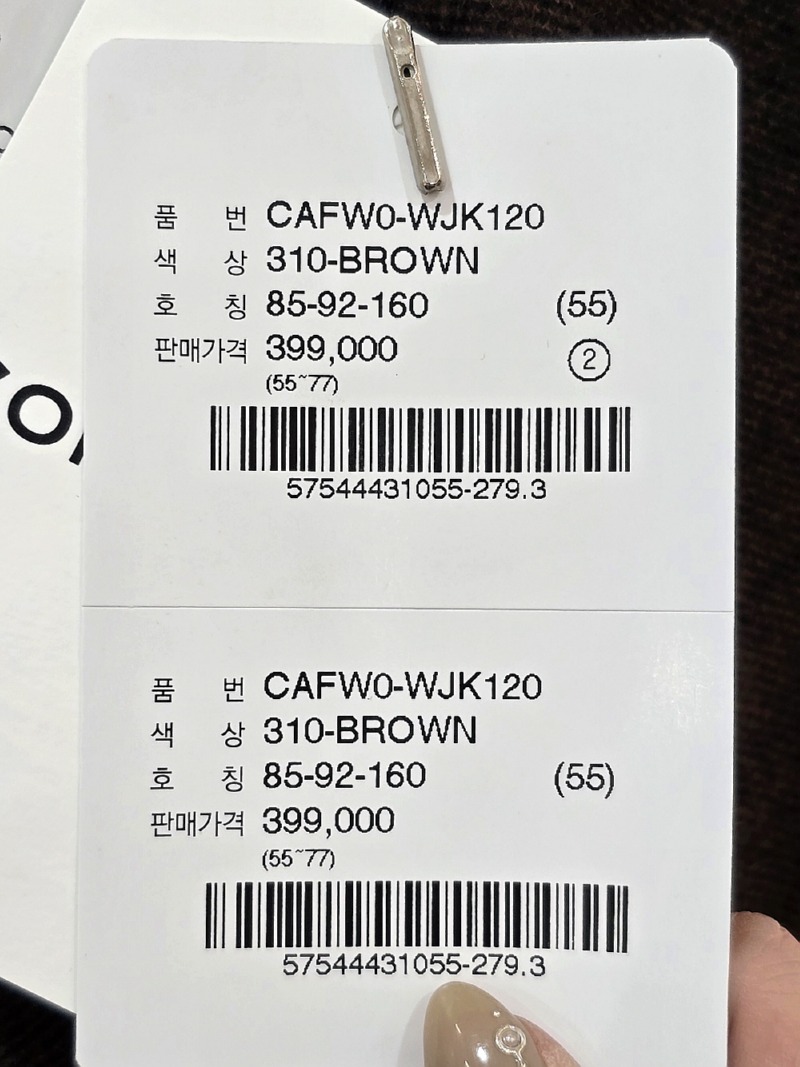 품 번 CAFW0-WJK120
색 상 310-BROWN
호 칭 85-92-160 (55)
판매가격 399,000 ②
(55~77)
57544431055-279.3
품 번 CAFW0-WJK120
색 상 310-BROWN
호 칭 85-92-160 (55)
판매가격 399,000
(55~77)
57544431055-279.3